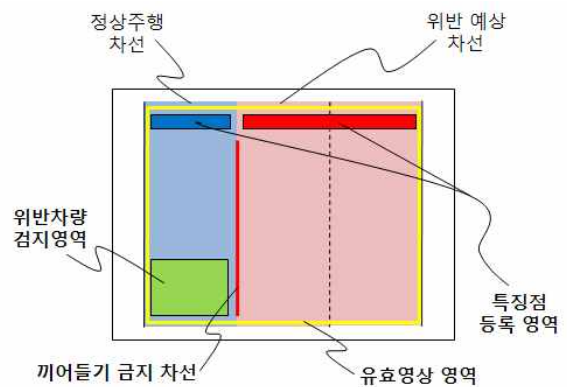 정상주행
차선
위반 예상
차선
위반차량
검지영역
특징점
등록 영역
끼어들기 금지 차선
유효영상 영역